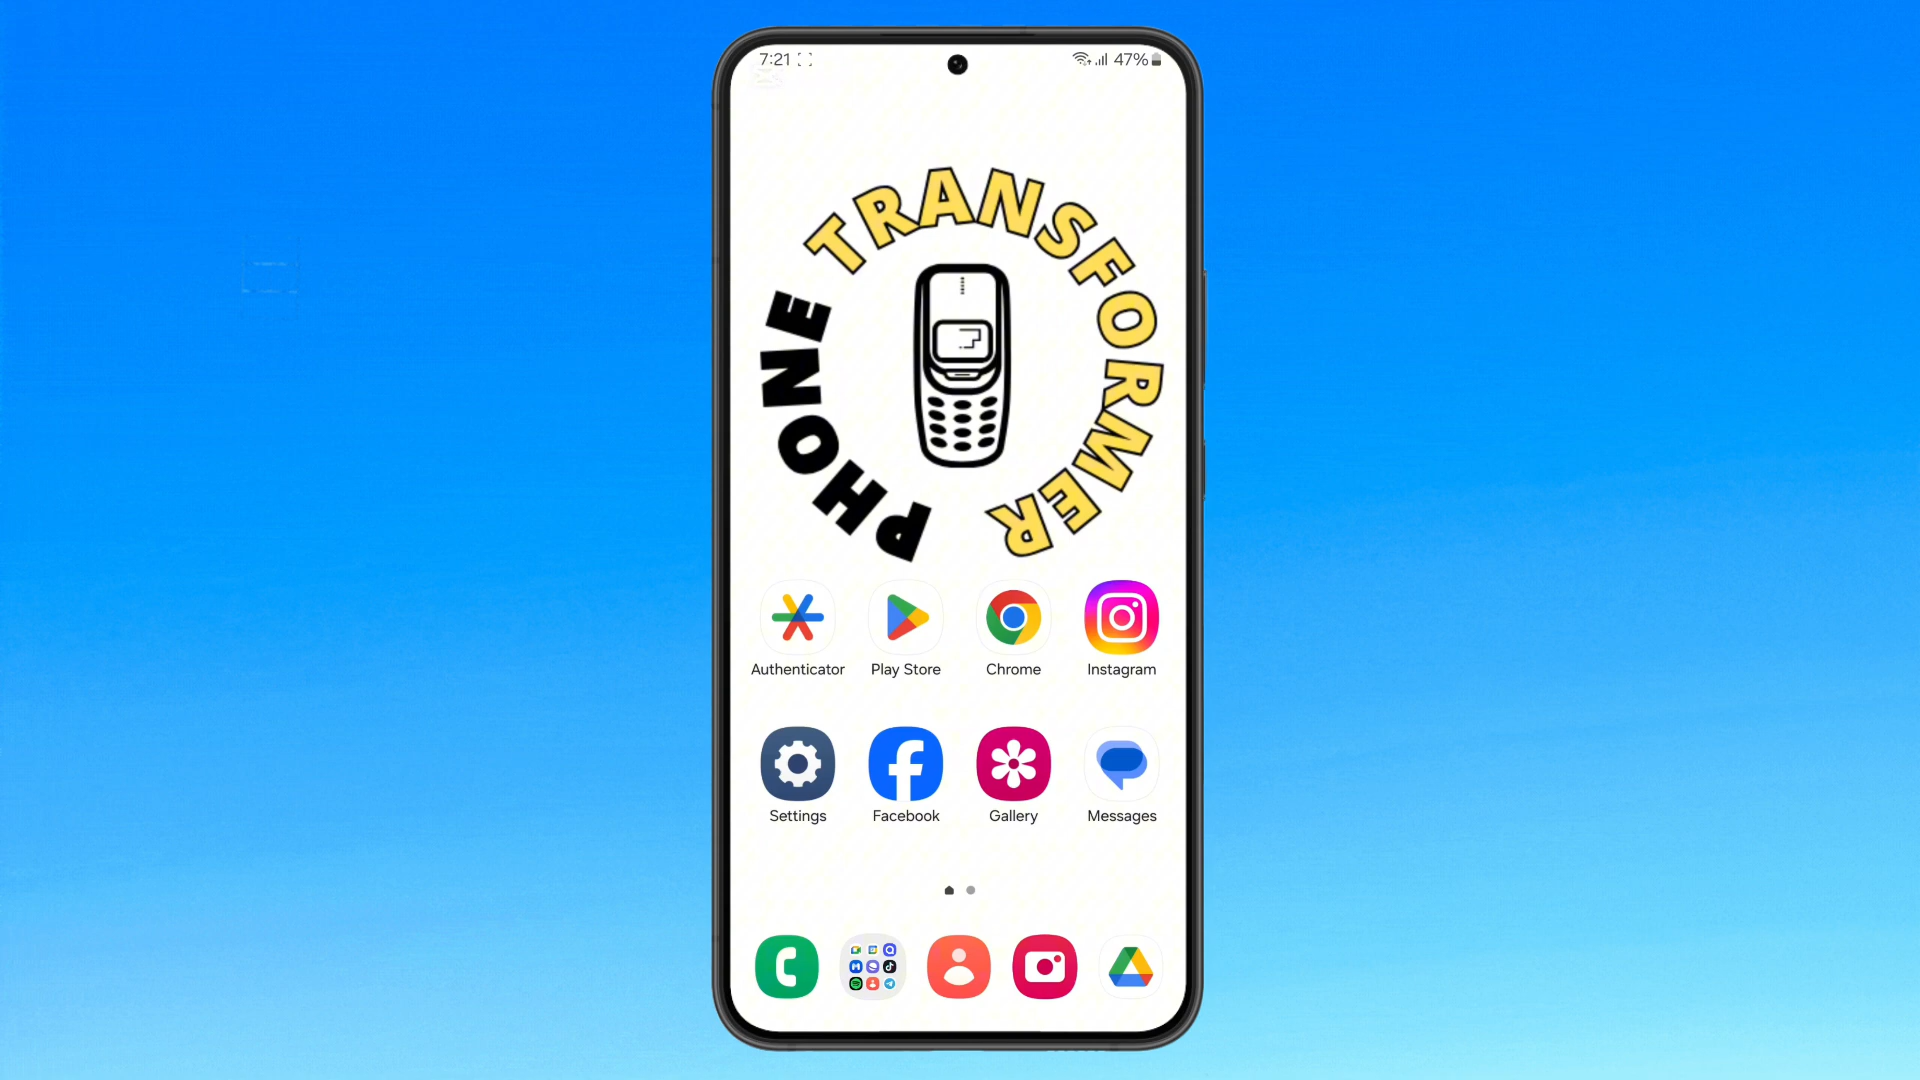 7:21 47%
PHONE TRANSFORMER
Authenticator Play Store Chrome Instagram
Settings Facebook Gallery Messages